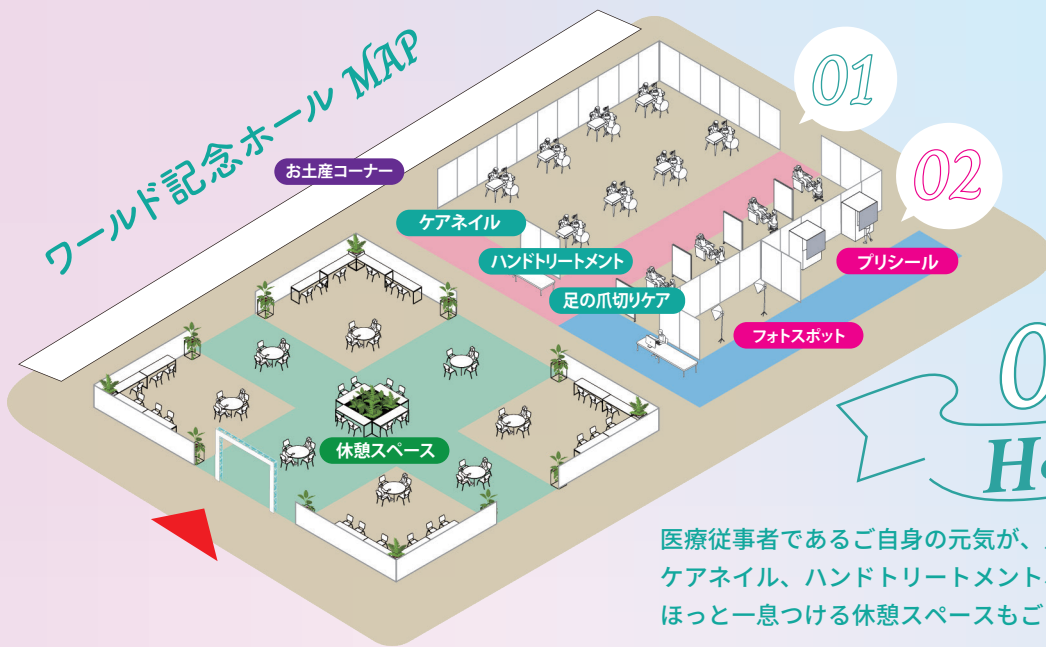 ワールド記念ホール MAP
01
お土産コーナー
02
ケアネイル
ハンドトリートメント
プリシール
足の爪切りケア
フォトスポット
休憩スペース
医療従事者であるご自身の元気が、
ケアネイル、ハンドトリートメント
ほっと一息つける休憩スペースもご